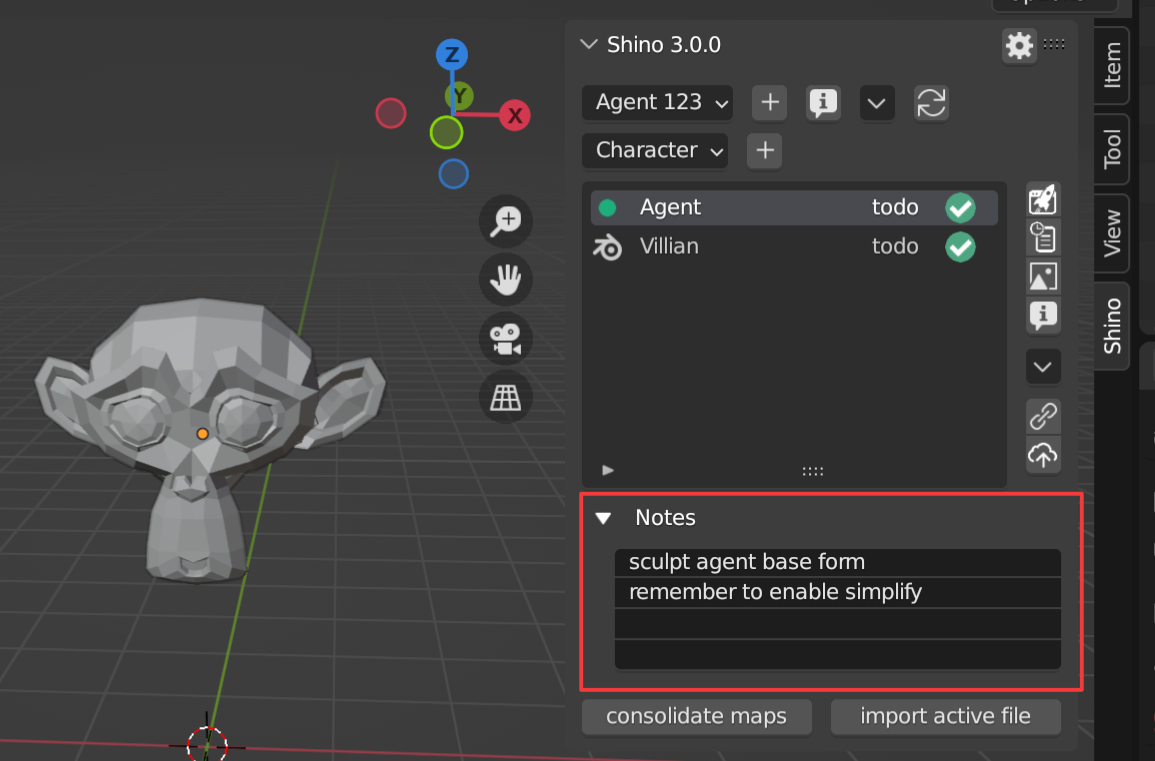 Shino 3.0.0
Agent 123
Character
Agent todo
Villian todo
Notes
sculpt agent base form
remember to enable simplify
consolidate maps import active file
Item
Tool
View
Shino
Z
Y
X